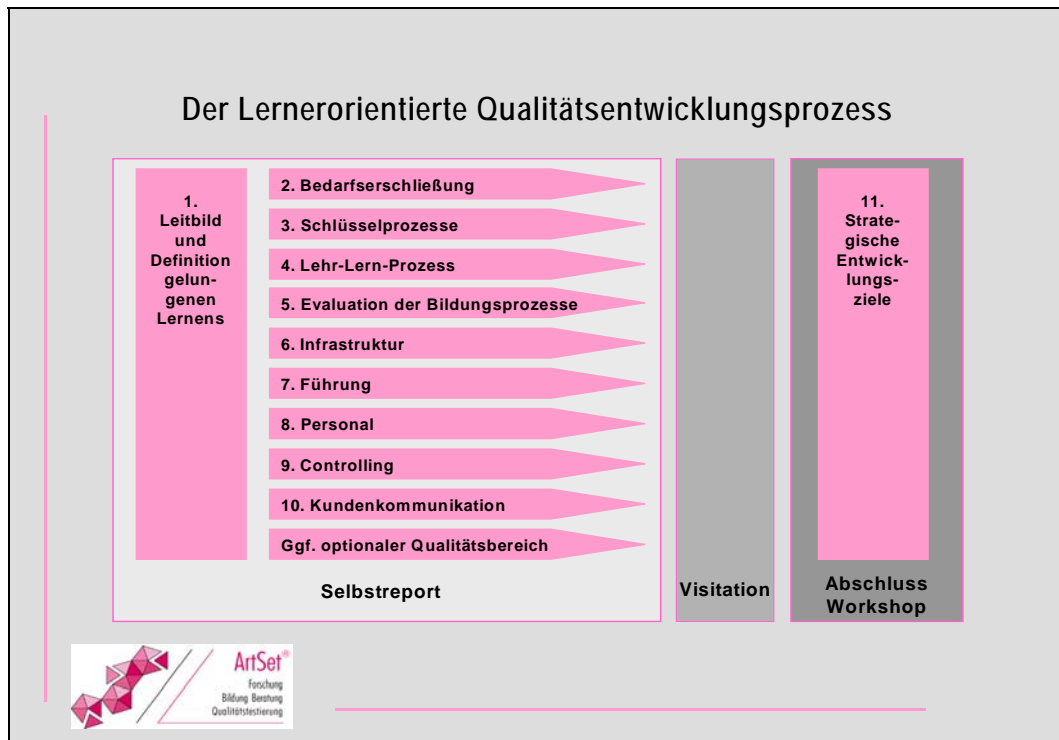 Der Lernerorientierte Qualitätsentwicklungsprozess
1.
Leitbild
und
Definition
gelun-
genen
Lernens
2. Bedarfserschließung
3. Schlüsselprozesse
4. Lehr-Lern-Prozess
5. Evaluation der Bildungsprozesse
6. Infrastruktur
7. Führung
8. Personal
9. Controlling
10. Kundenkommunikation
Ggf. optionaler Qualitätsbereich
Selbstreport
Visitation
11.
Strate-
gische
Entwick-
lungs-
ziele
Abschluss
Workshop
ArtSet®
Forschung
Bildung Beratung
Qualitätstestierung